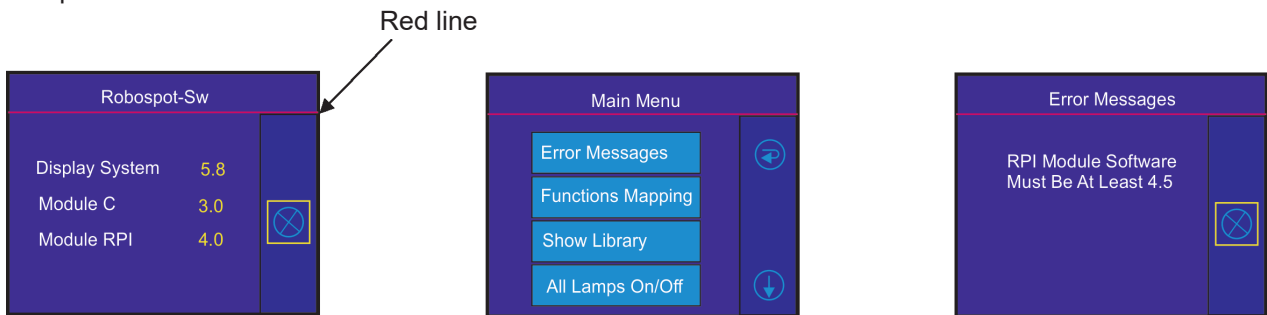 Red line
Robospot-Sw
Display System 5.8
Module C 3.0
Module RPI 4.0
Main Menu
Error Messages
Functions Mapping
Show Library
All Lamps On/Off
Error Messages
RPI Module Software
Must Be At Least 4.5